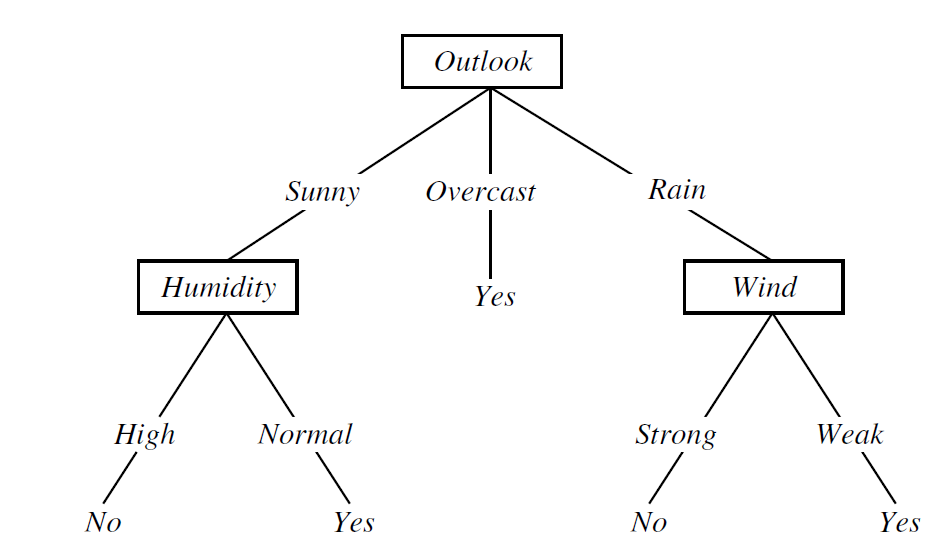 Outlook
Sunny Overcast Rain
Humidity Yes Wind
High Normal Strong Weak
No Yes No Yes